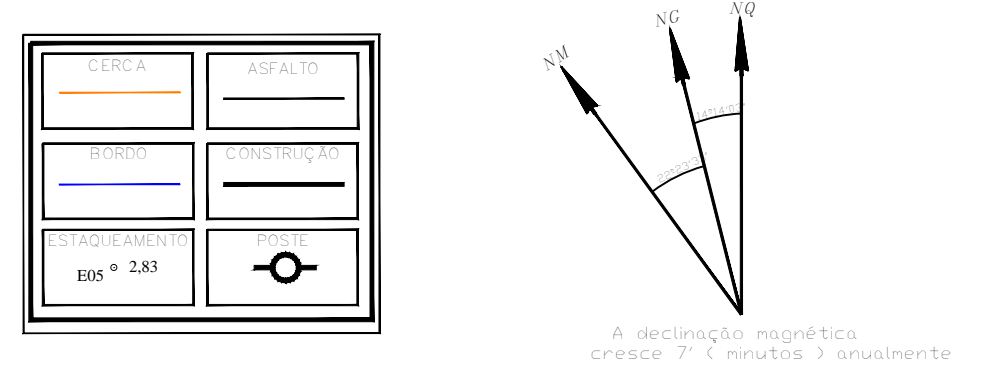 CERCA
ASFALTO
BORDO
CONSTRUÇÃO
ESTAQUEAMENTO
E05
2,83
POSTE
NM
NG
NQ
A declinação magnética
cresce 7' ( minutos ) anualmente